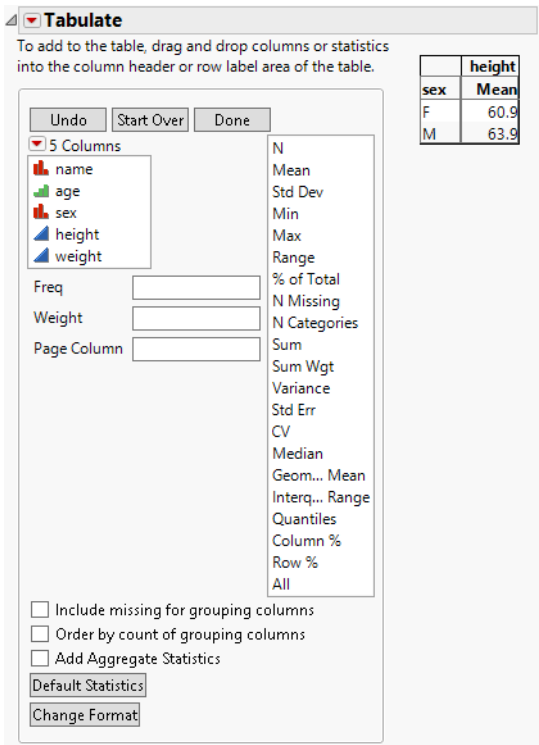 Tabulate
To add to the table, drag and drop columns or statistics
into the column header or row label area of the table.
Undo Start Over Done
5 Columns
name
age
sex
height
weight
Freq
Weight
Page Column
N
Mean
Std Dev
Min
Max
Range
% of Total
N Missing
N Categories
Sum
Sum Wgt
Variance
Std Err
CV
Median
Geom... Mean
Interq... Range
Quantiles
Column %
Row %
All
Include missing for grouping columns
Order by count of grouping columns
Add Aggregate Statistics
Default Statistics
Change Format
height
sex Mean
F 60.9
M 63.9